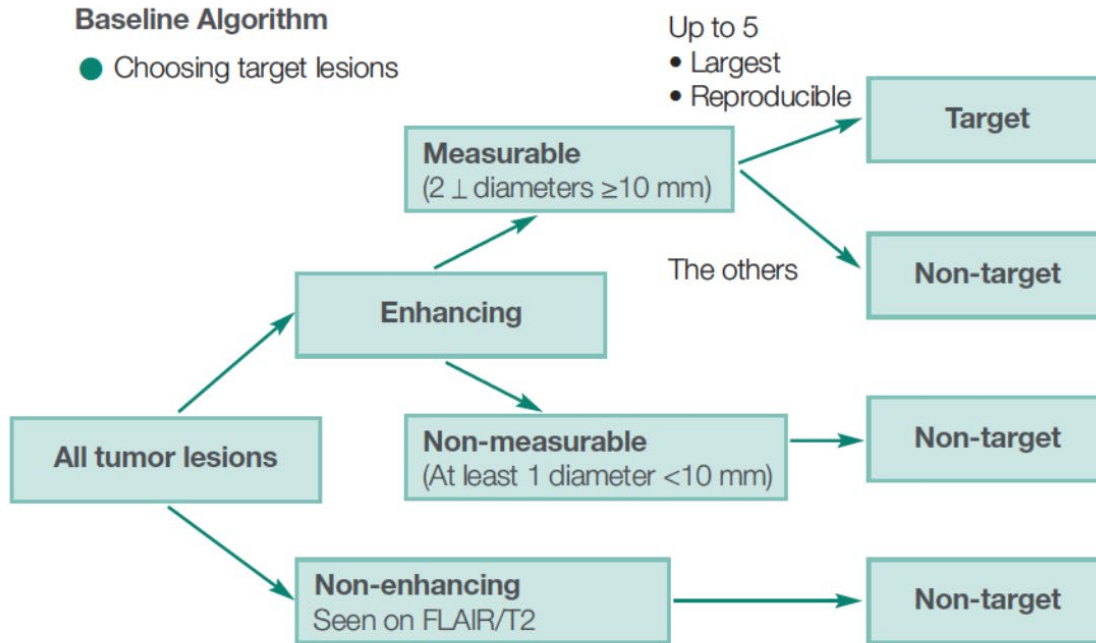 Baseline Algorithm
● Choosing target lesions
Up to 5
• Largest
• Reproducible
Target
Measurable
(2 ⊥ diameters ≥10 mm)
The others
Non-target
Enhancing
All tumor lesions
Non-measurable
(At least 1 diameter <10 mm)
Non-target
Non-enhancing
Seen on FLAIR/T2
Non-target